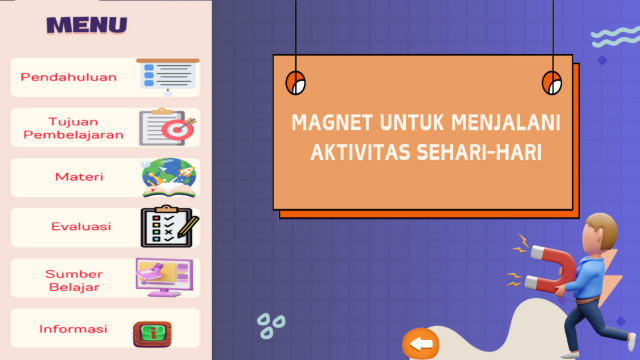 MENU
Pendahuluan
Tujuan
Pembelajaran
Materi
Evaluasi
Sumber
Belajar
Informasi
MAGNET UNTUK MENJALANI
AKTIVITAS SEHARI-HARI